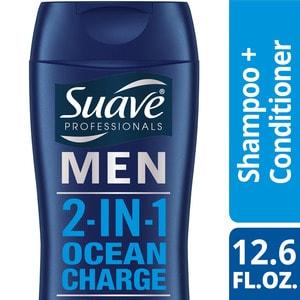 Suave
PROFESSIONALS
MEN
2-IN-1
OCEAN
CHARGE
Shampoo +
Conditioner
12.6
FL.OZ.